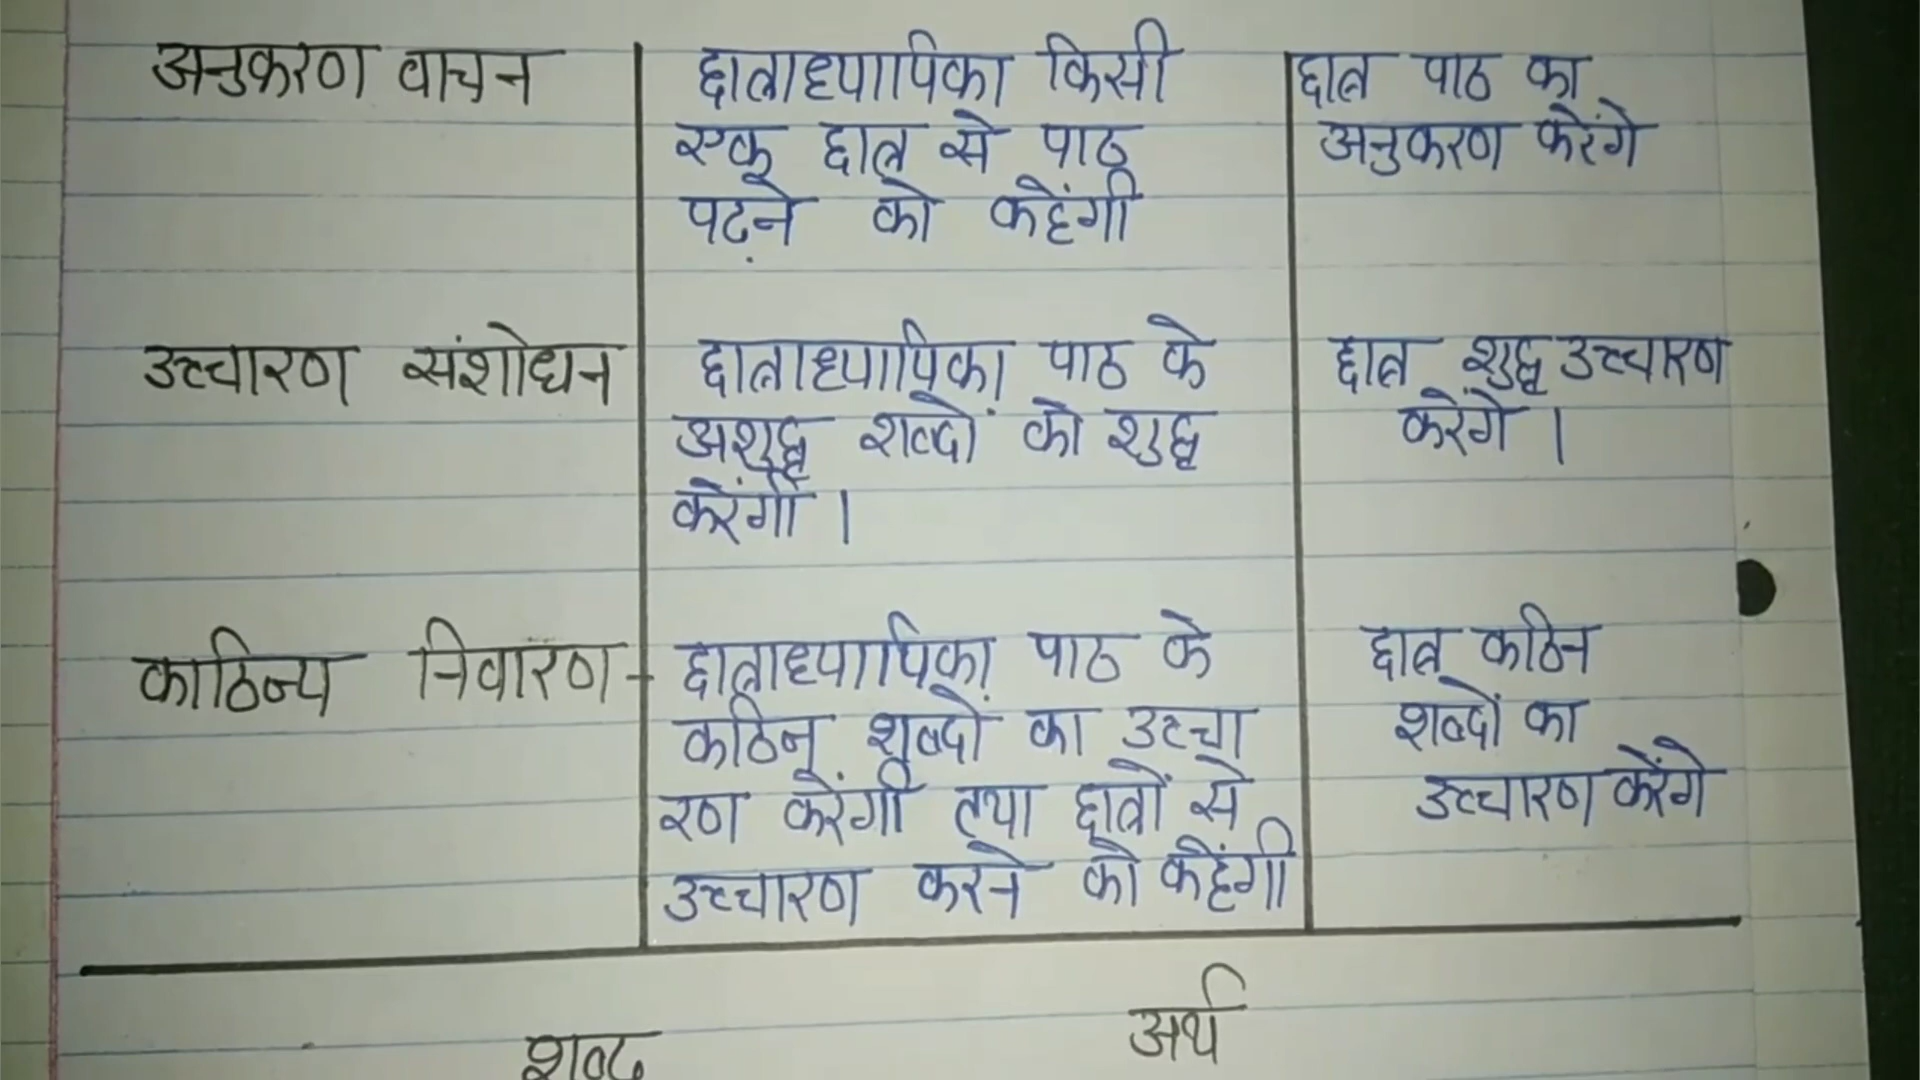 अनुकरण वाचन
छात्राध्यापिका किसी
एक छात्र से पाठ
पढ़ने को कहेंगी
छात्र पाठ का
अनुकरण करेंगे
उच्चारण संशोधन
छात्राध्यापिका पाठ के
अशुद्ध शब्दों को शुद्ध
करेंगी ।
छात्र शुद्ध उच्चारण
करेंगे ।
काठिन्य निवारण -
छात्राध्यापिका पाठ के
कठिन शब्दों का उच्चा
रण करेंगी तथा छात्रों से
उच्चारण करने को कहेंगी
छात्र कठिन
शब्दों का
उच्चारण करेंगे
शब्द
अर्थ